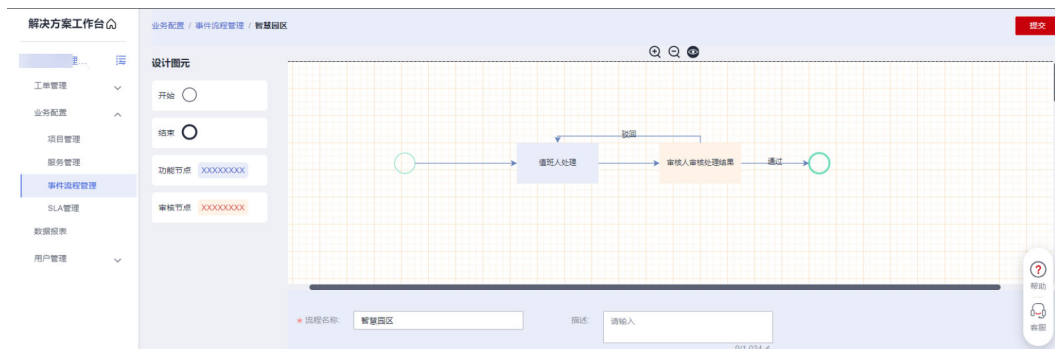 解决方案工作台
业务配置 / 事件流程管理 / 智慧园区
提交
理...
工单管理
业务配置
项目管理
服务管理
事件流程管理
SLA管理
数据报表
用户管理
设计图元
开始
结束
功能节点 XXXXXXXX
审核节点 XXXXXXXX
驳回
值班人处理
审核人审核处理结果
通过
帮助
客服
* 流程名称: 智慧园区
描述: 请输入
0/1,024